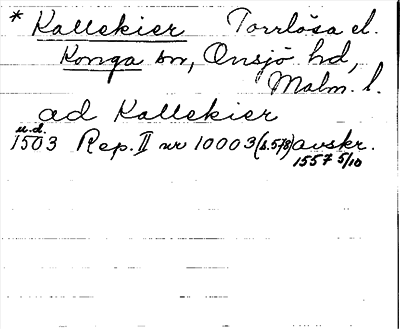 * Kallekier Torrlösa el.
Konga sn, Onsjö hd,
Malm. l.
ad Kallekier
u.d.
1503 Rep. II nr 10003 (s. 578) avskr.
1557 5/10